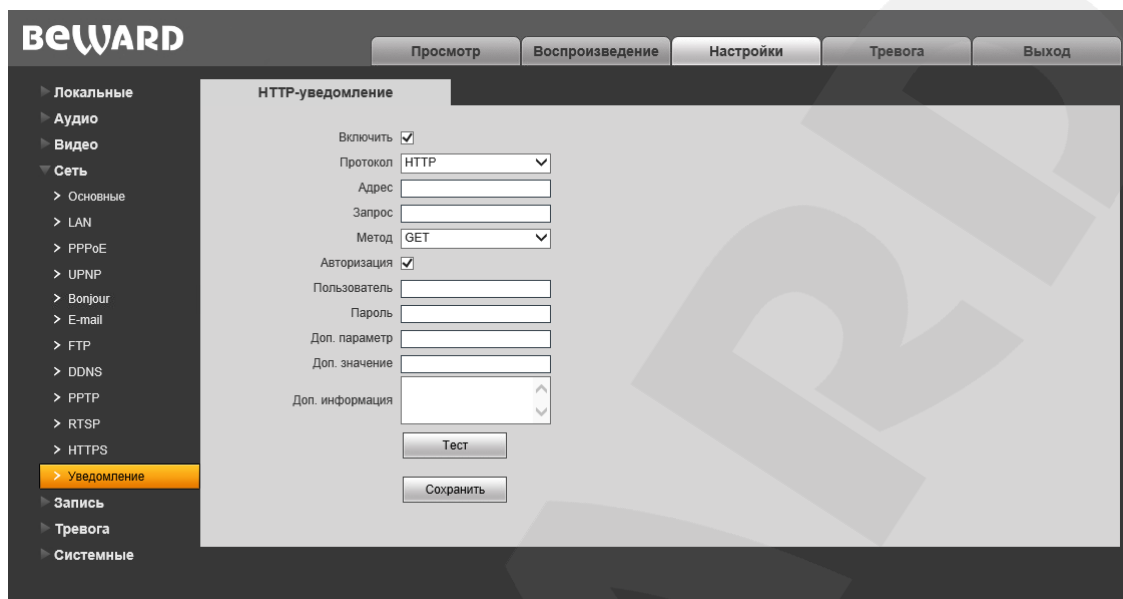 BEWARD
Просмотр
Воспроизведение
Настройки
Тревога
Выход
Локальные
Аудио
Видео
Сеть
Основные
LAN
PPPoE
UPNP
Bonjour
E-mail
FTP
DDNS
PPTP
RTSP
HTTPS
Уведомление
Запись
Тревога
Системные
HTTP-уведомление
Включить
Протокол HTTP
Адрес
Запрос
Метод GET
Авторизация
Пользователь
Пароль
Доп. параметр
Доп. значение
Доп. информация
Тест
Сохранить